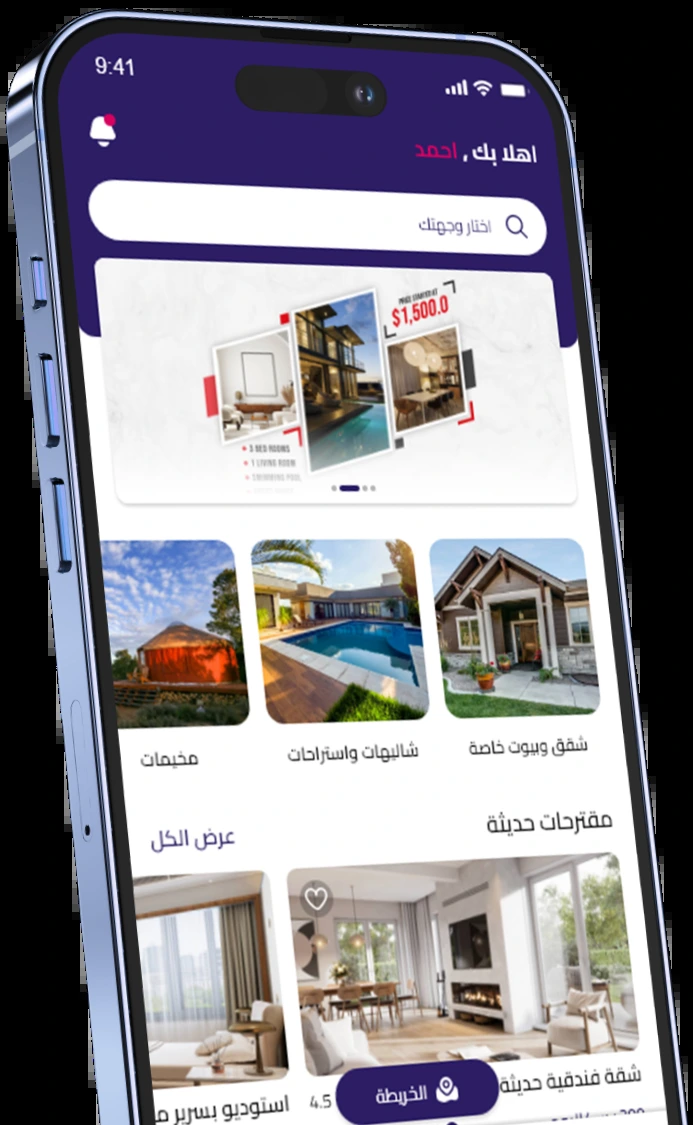 9:41
اهلا بك , احمد
اختار وجهتك
PRICE STARTED AT
$1,500.0
3 BED ROOMS
1 LIVING ROOM
SWIMMING POOL
شقق وبيوت خاصة
شاليهات واستراحات
مخيمات
مقترحات حديثة
عرض الكل
شقة فندقية حديثة
4.5
الخريطة
استوديو بسرير م